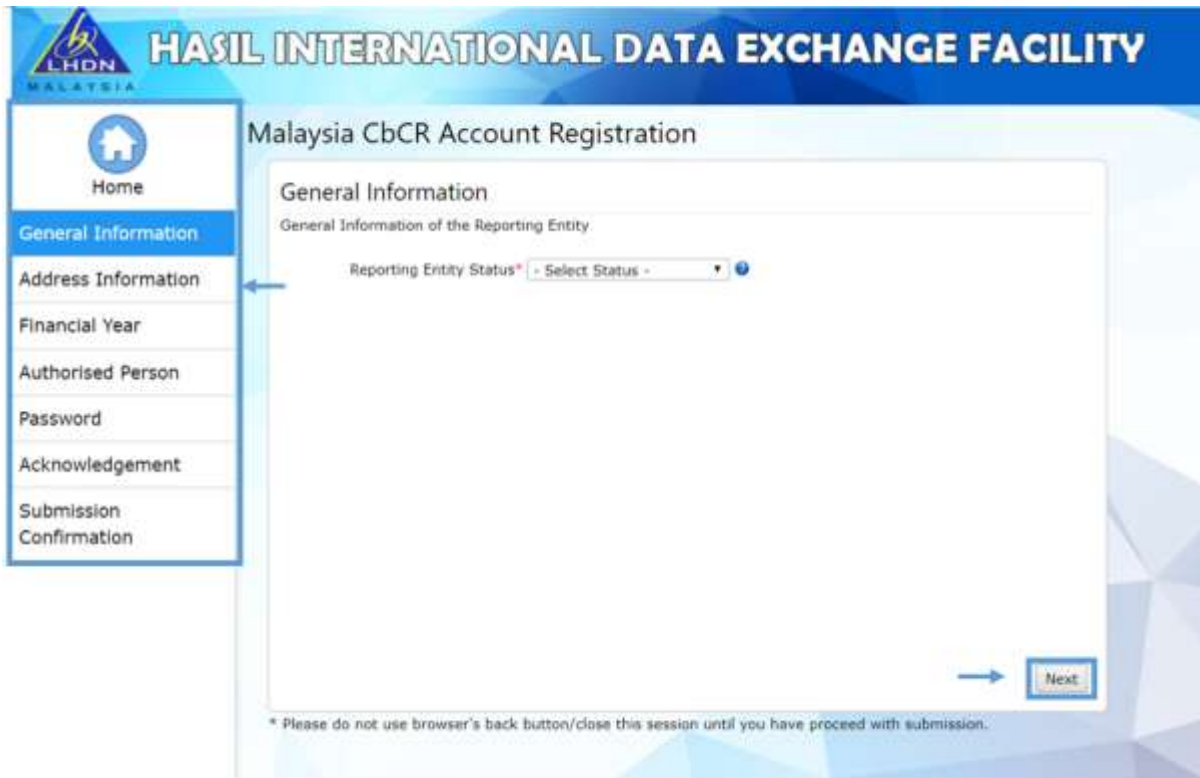 LHDN
MALAYSIA
HASIL INTERNATIONAL DATA EXCHANGE FACILITY
Home
General Information
Address Information
Financial Year
Authorised Person
Password
Acknowledgement
Submission
Confirmation
Malaysia CbCR Account Registration
General Information
General Information of the Reporting Entity
Reporting Entity Status* - Select Status -
Next
* Please do not use browser's back button/close this session until you have proceed with submission.